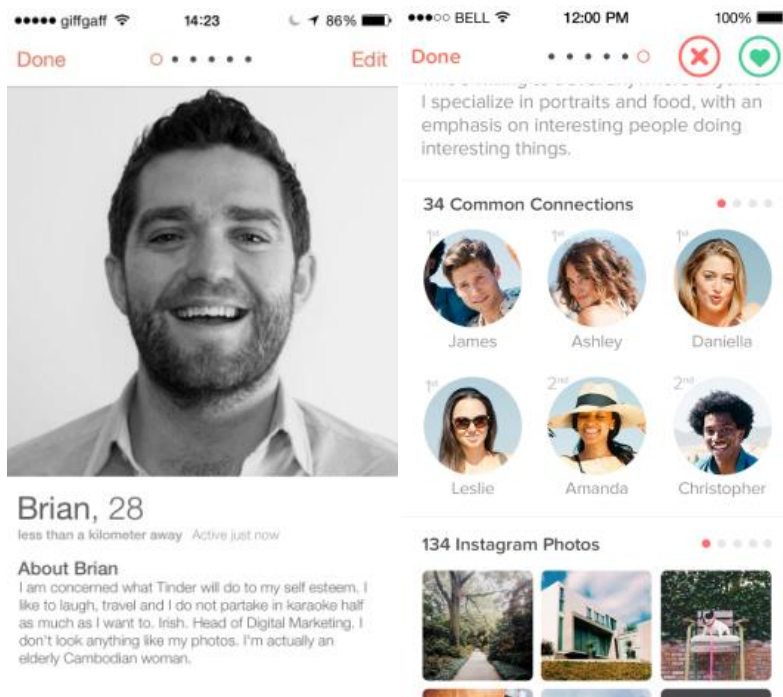 giffgaff 14:23 86%
Done Edit
Brian, 28
less than a kilometer away Active just now
About Brian
I am concerned what Tinder will do to my self esteem. I
like to laugh, travel and I do not partake in karaoke half
as much as I want to. Irish. Head of Digital Marketing. I
don't look anything like my photos. I'm actually an
elderly Cambodian woman.
BELL 12:00 PM 100%
Done
I specialize in portraits and food, with an
emphasis on interesting people doing
interesting things.
34 Common Connections
1st 1st 1st
James Ashley Daniella
1st 2nd 2nd
Leslie Amanda Christopher
134 Instagram Photos